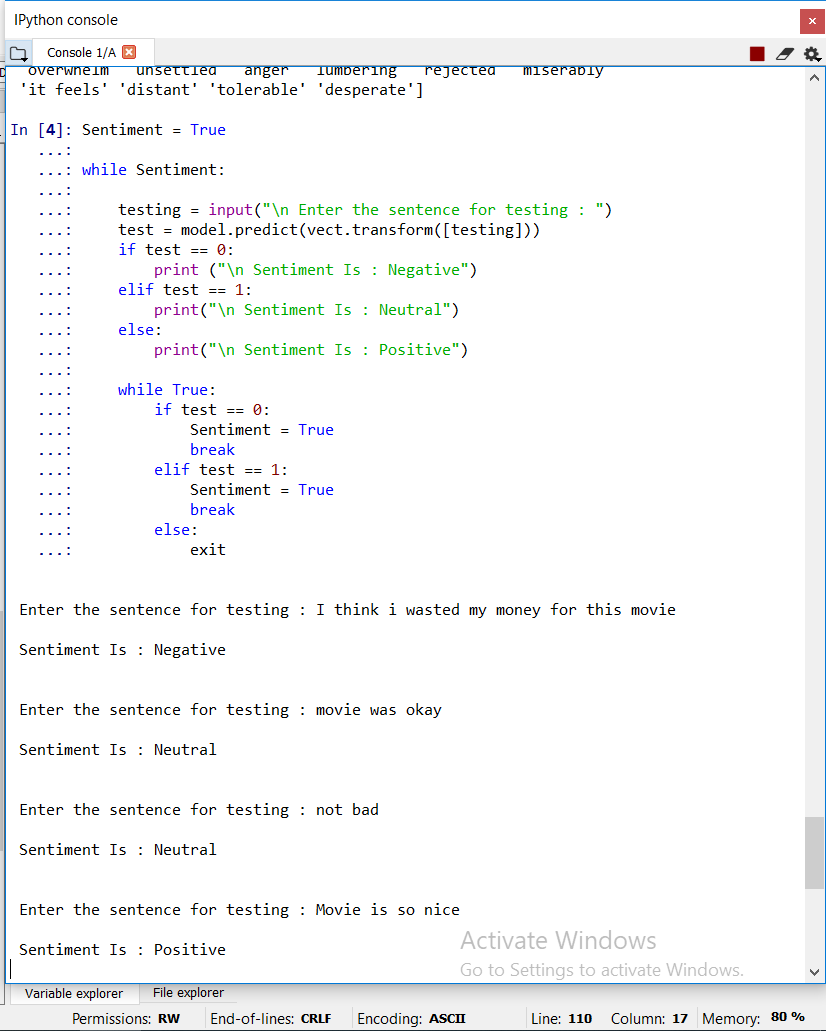 IPython console
Console 1/A
overwhelm' 'unsettled' 'anger' 'lumbering' 'rejected' 'miserably'
'it feels' 'distant' 'tolerable' 'desperate']
In [4]: Sentiment = True
...:
...: while Sentiment:
...:
...:     testing = input("\n Enter the sentence for testing : ")
...:     test = model.predict(vect.transform([testing]))
...:     if test == 0:
...:         print ("\n Sentiment Is : Negative")
...:     elif test == 1:
...:         print("\n Sentiment Is : Neutral")
...:     else:
...:         print("\n Sentiment Is : Positive")
...:
...:     while True:
...:         if test == 0:
...:             Sentiment = True
...:             break
...:         elif test == 1:
...:             Sentiment = True
...:             break
...:         else:
...:             exit
Enter the sentence for testing : I think i wasted my money for this movie
Sentiment Is : Negative
Enter the sentence for testing : movie was okay
Sentiment Is : Neutral
Enter the sentence for testing : not bad
Sentiment Is : Neutral
Enter the sentence for testing : Movie is so nice
Sentiment Is : Positive
Activate Windows
Go to Settings to activate Windows.
Variable explorer File explorer
Permissions: RW End-of-lines: CRLF Encoding: ASCII Line: 110 Column: 17 Memory: 80 %